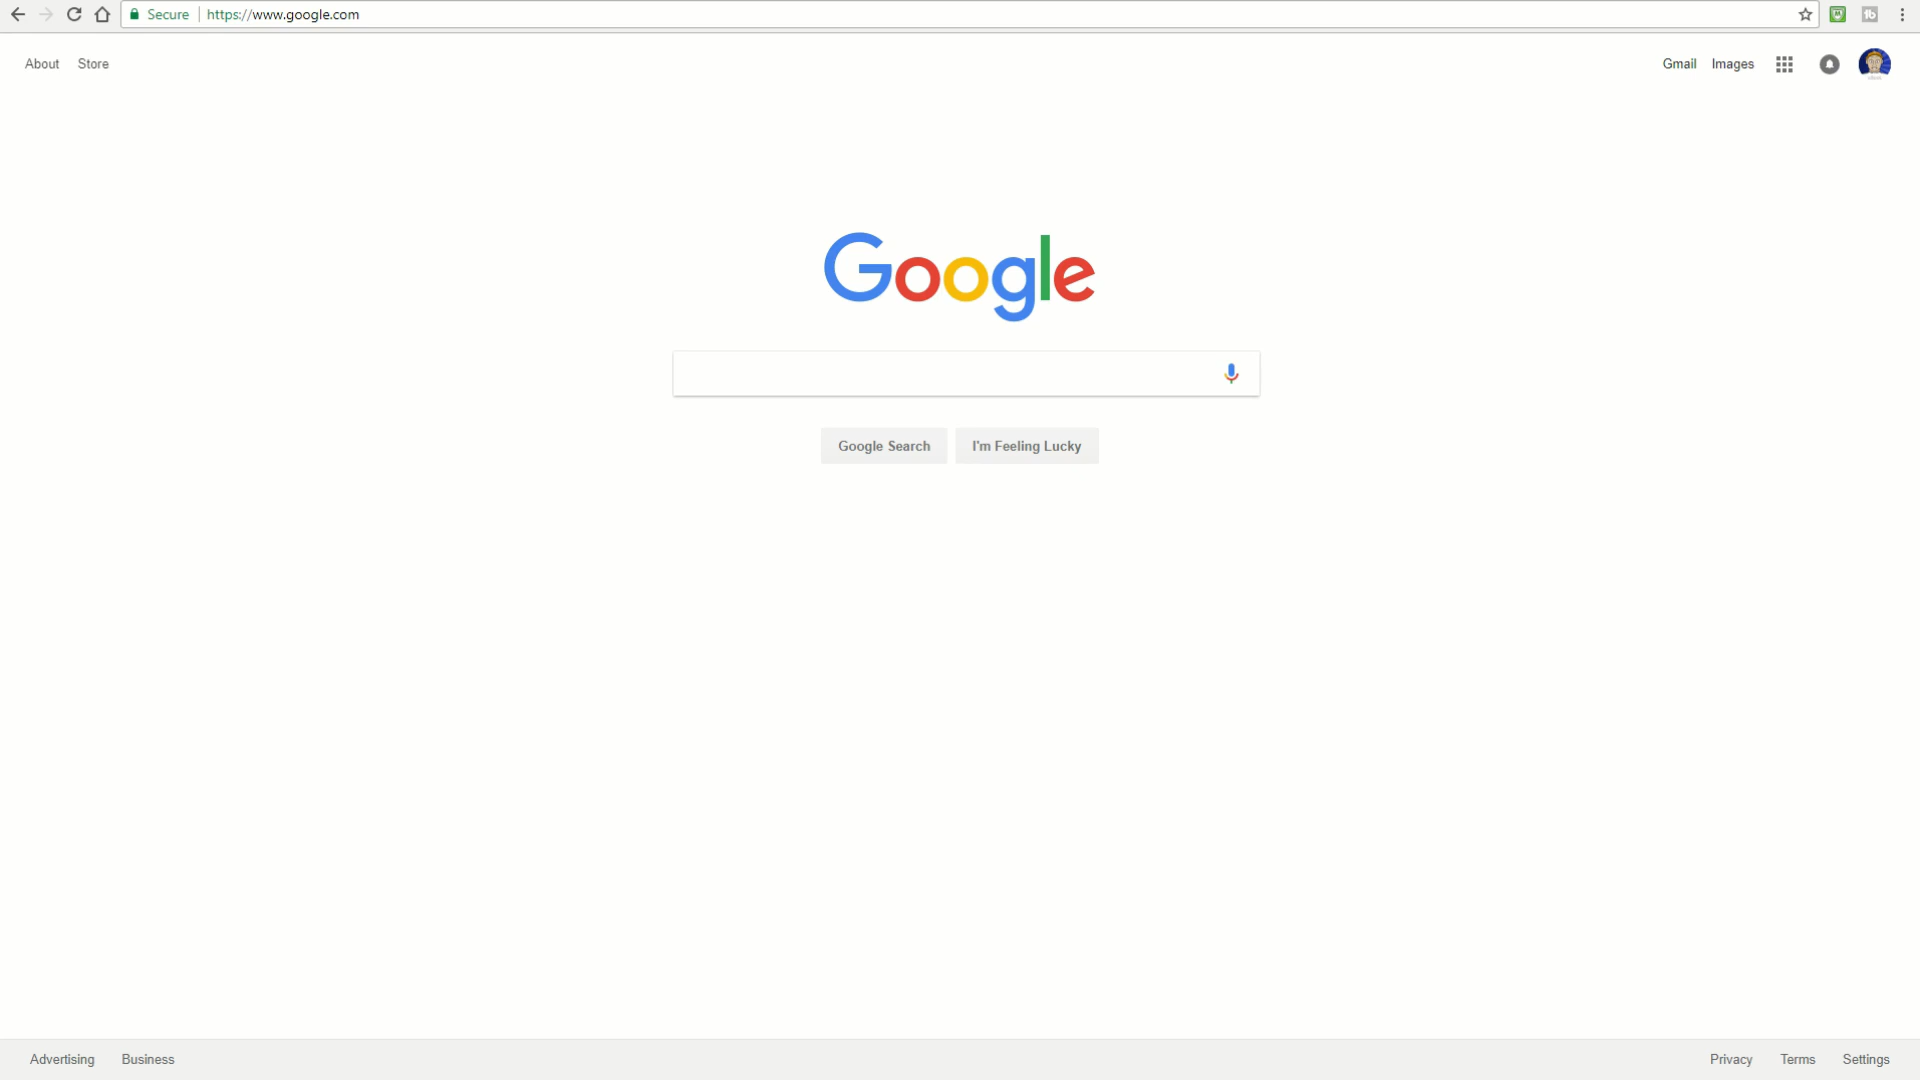 Secure https://www.google.com
About Store
Gmail Images
Google
Google Search I'm Feeling Lucky
Advertising Business
Privacy Terms Settings